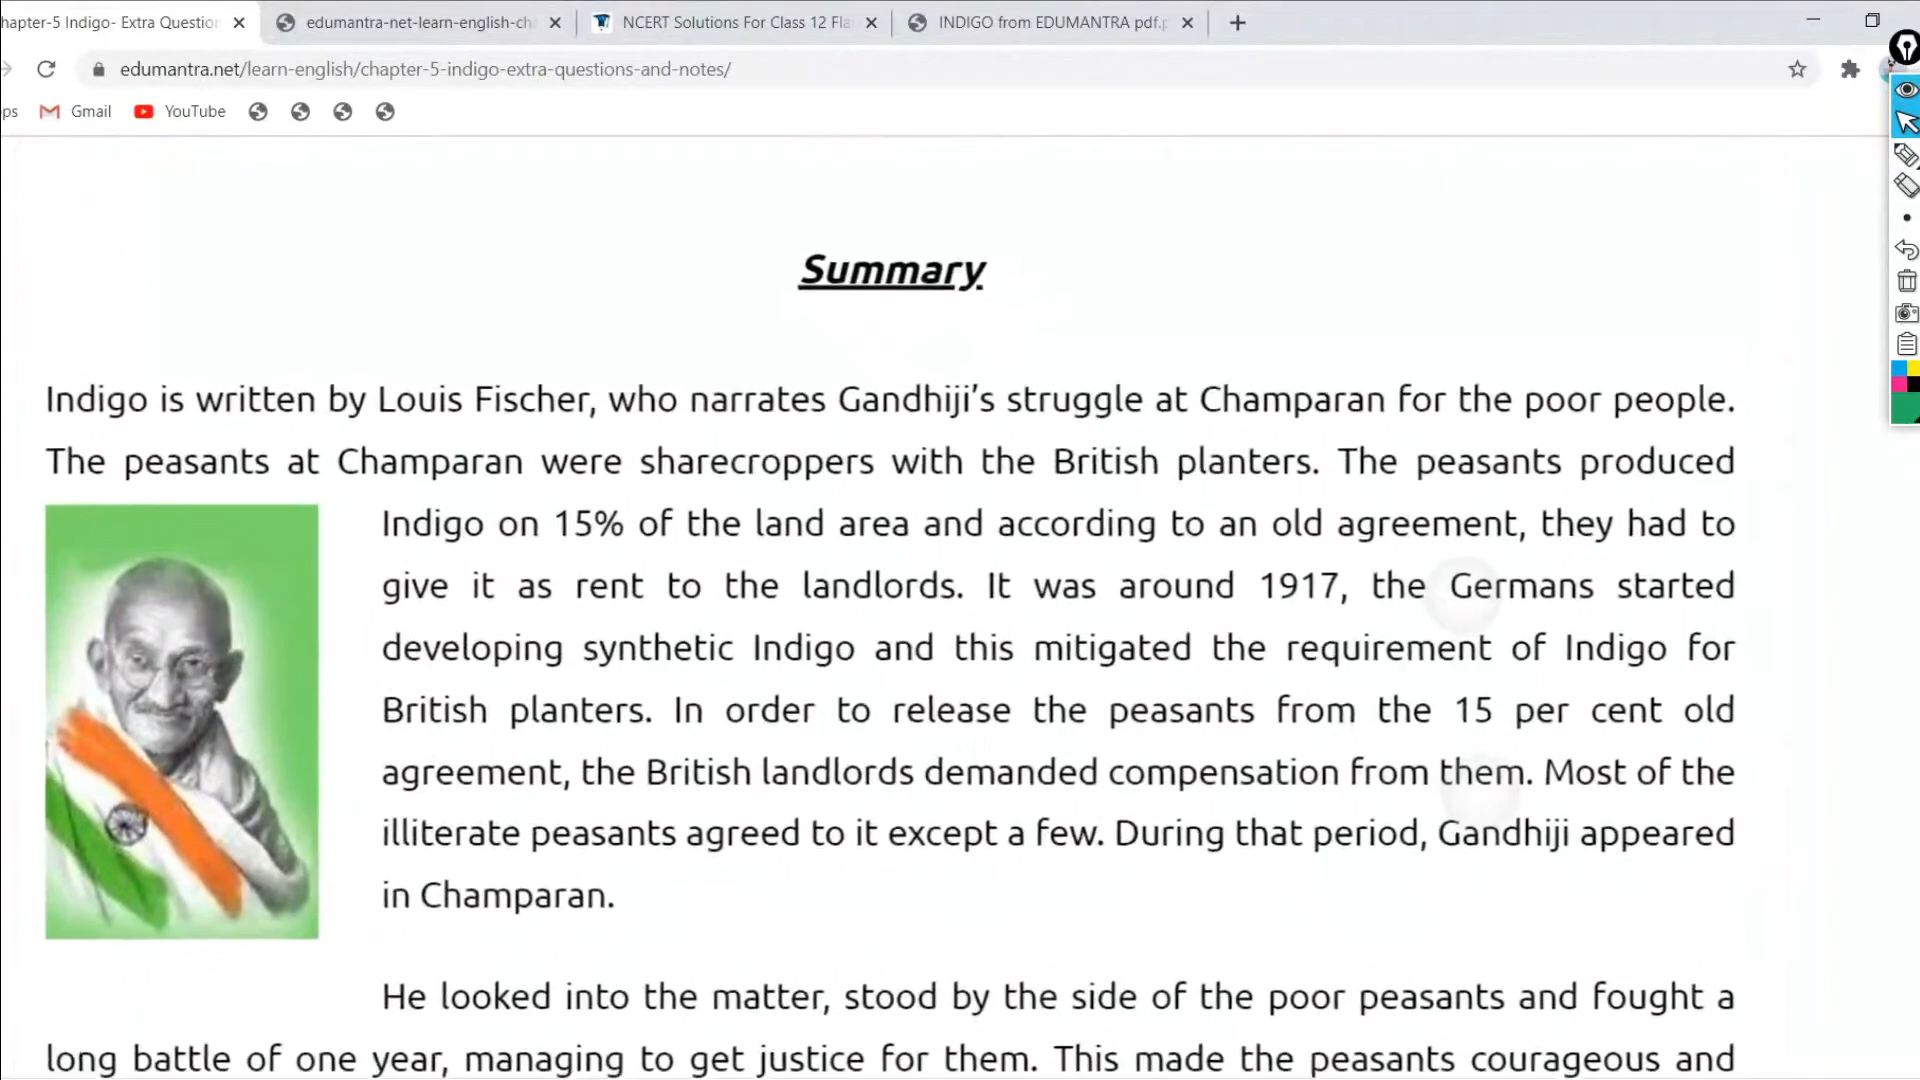 hapter-5 Indigo- Extra Question
edumantra-net-learn-english-ch
NCERT Solutions For Class 12 Fla
INDIGO from EDUMANTRA pdf.p
edumantra.net/learn-english/chapter-5-indigo-extra-questions-and-notes/
ps Gmail YouTube
Summary
Indigo is written by Louis Fischer, who narrates Gandhiji’s struggle at Champaran for the poor people.
The peasants at Champaran were sharecroppers with the British planters. The peasants produced
Indigo on 15% of the land area and according to an old agreement, they had to
give it as rent to the landlords. It was around 1917, the Germans started
developing synthetic Indigo and this mitigated the requirement of Indigo for
British planters. In order to release the peasants from the 15 per cent old
agreement, the British landlords demanded compensation from them. Most of the
illiterate peasants agreed to it except a few. During that period, Gandhiji appeared
in Champaran.
He looked into the matter, stood by the side of the poor peasants and fought a
long battle of one year, managing to get justice for them. This made the peasants courageous and